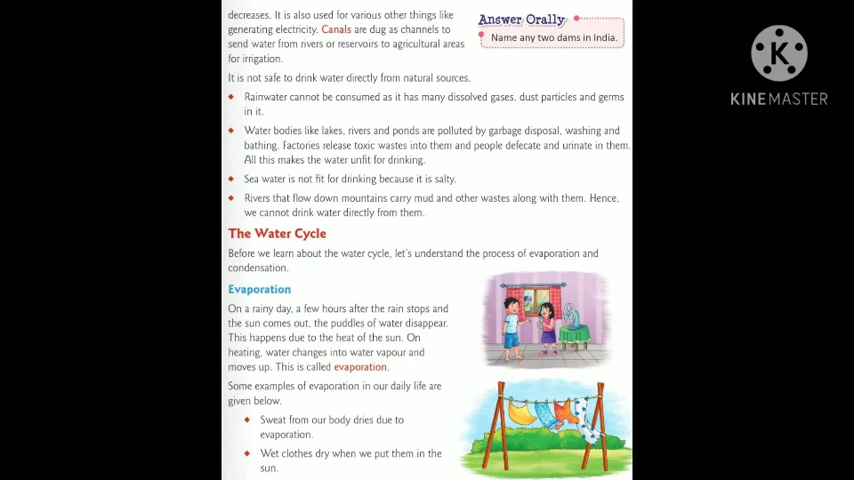 decreases. It is also used for various other things like
generating electricity. Canals are dug as channels to
send water from rivers or reservoirs to agricultural areas
for irrigation.
Answer Orally
Name any two dams in India.
It is not safe to drink water directly from natural sources.
Rainwater cannot be consumed as it has many dissolved gases, dust particles and germs
in it.
Water bodies like lakes, rivers and ponds are polluted by garbage disposal, washing and
bathing. Factories release toxic wastes into them and people defecate and urinate in them.
All this makes the water unfit for drinking.
Sea water is not fit for drinking because it is salty.
Rivers that flow down mountains carry mud and other wastes along with them. Hence,
we cannot drink water directly from them.
The Water Cycle
Before we learn about the water cycle, let's understand the process of evaporation and
condensation.
Evaporation
On a rainy day, a few hours after the rain stops and
the sun comes out, the puddles of water disappear.
This happens due to the heat of the sun. On
heating, water changes into water vapour and
moves up. This is called evaporation.
Some examples of evaporation in our daily life are
given below.
Sweat from our body dries due to
evaporation.
Wet clothes dry when we put them in the
sun.
KINEMASTER